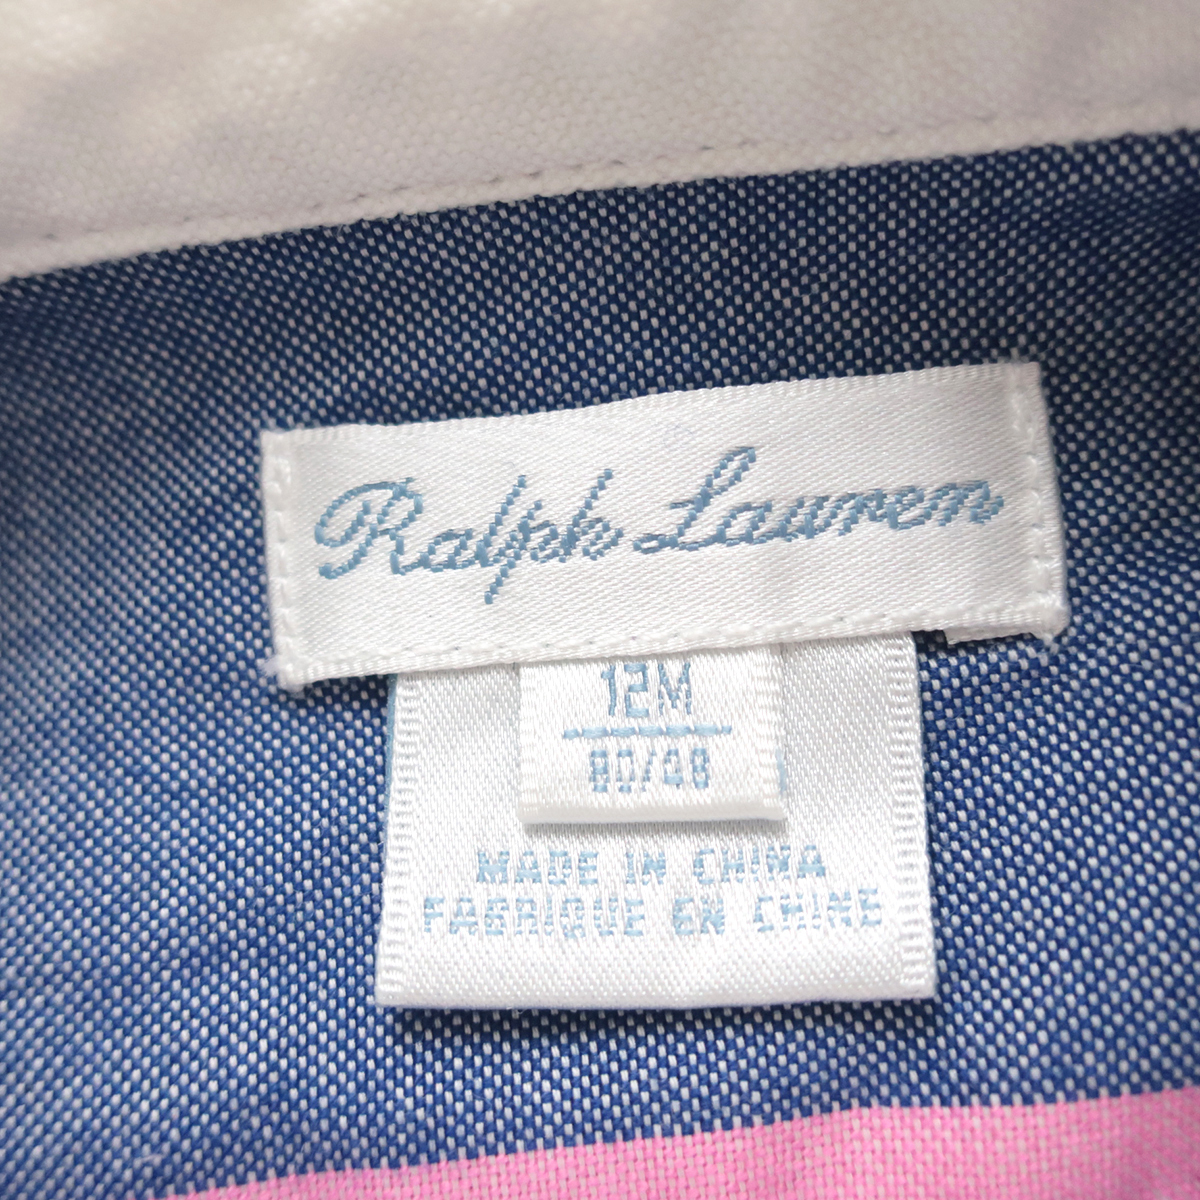 Ralph Lauren
12M
80/48
MADE IN CHINA
FABRIQUE EN CHINE